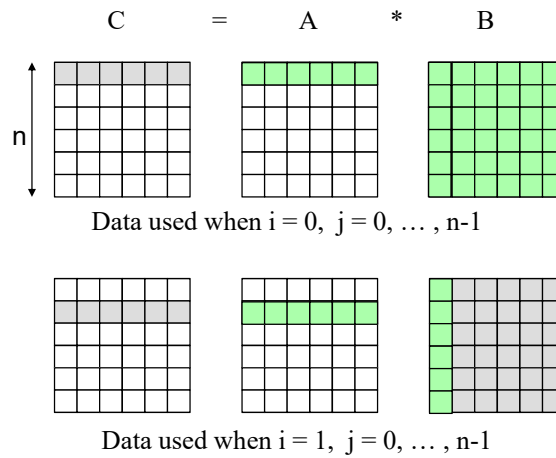 C = A * B
n
Data used when i = 0, j = 0, … , n-1
Data used when i = 1, j = 0, … , n-1